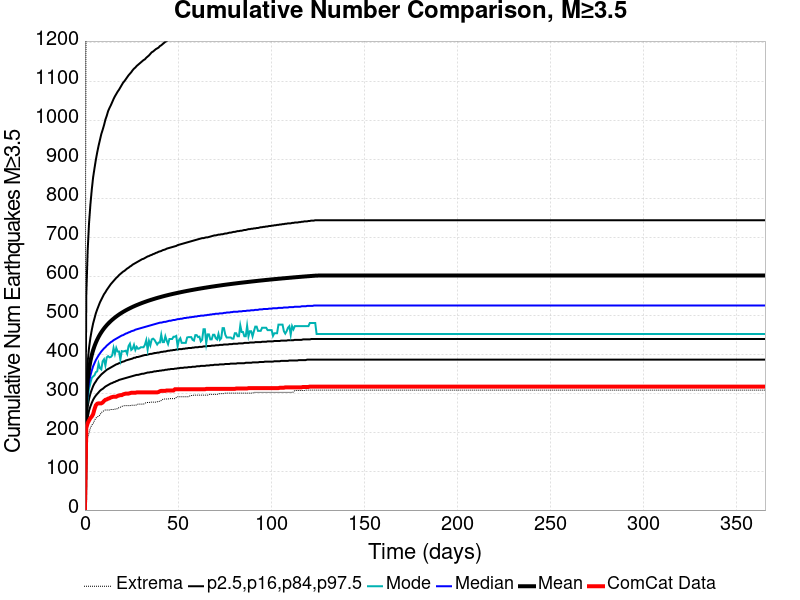 Cumulative Number Comparison, M≥3.5
1200
1100
1000
900
800
700
600
500
400
300
200
100
0
Cumulative Num Earthquakes M≥3.5
0 50 100 150 200 250 300 350
Time (days)
Extrema p2.5,p16,p84,p97.5 Mode Median Mean ComCat Data